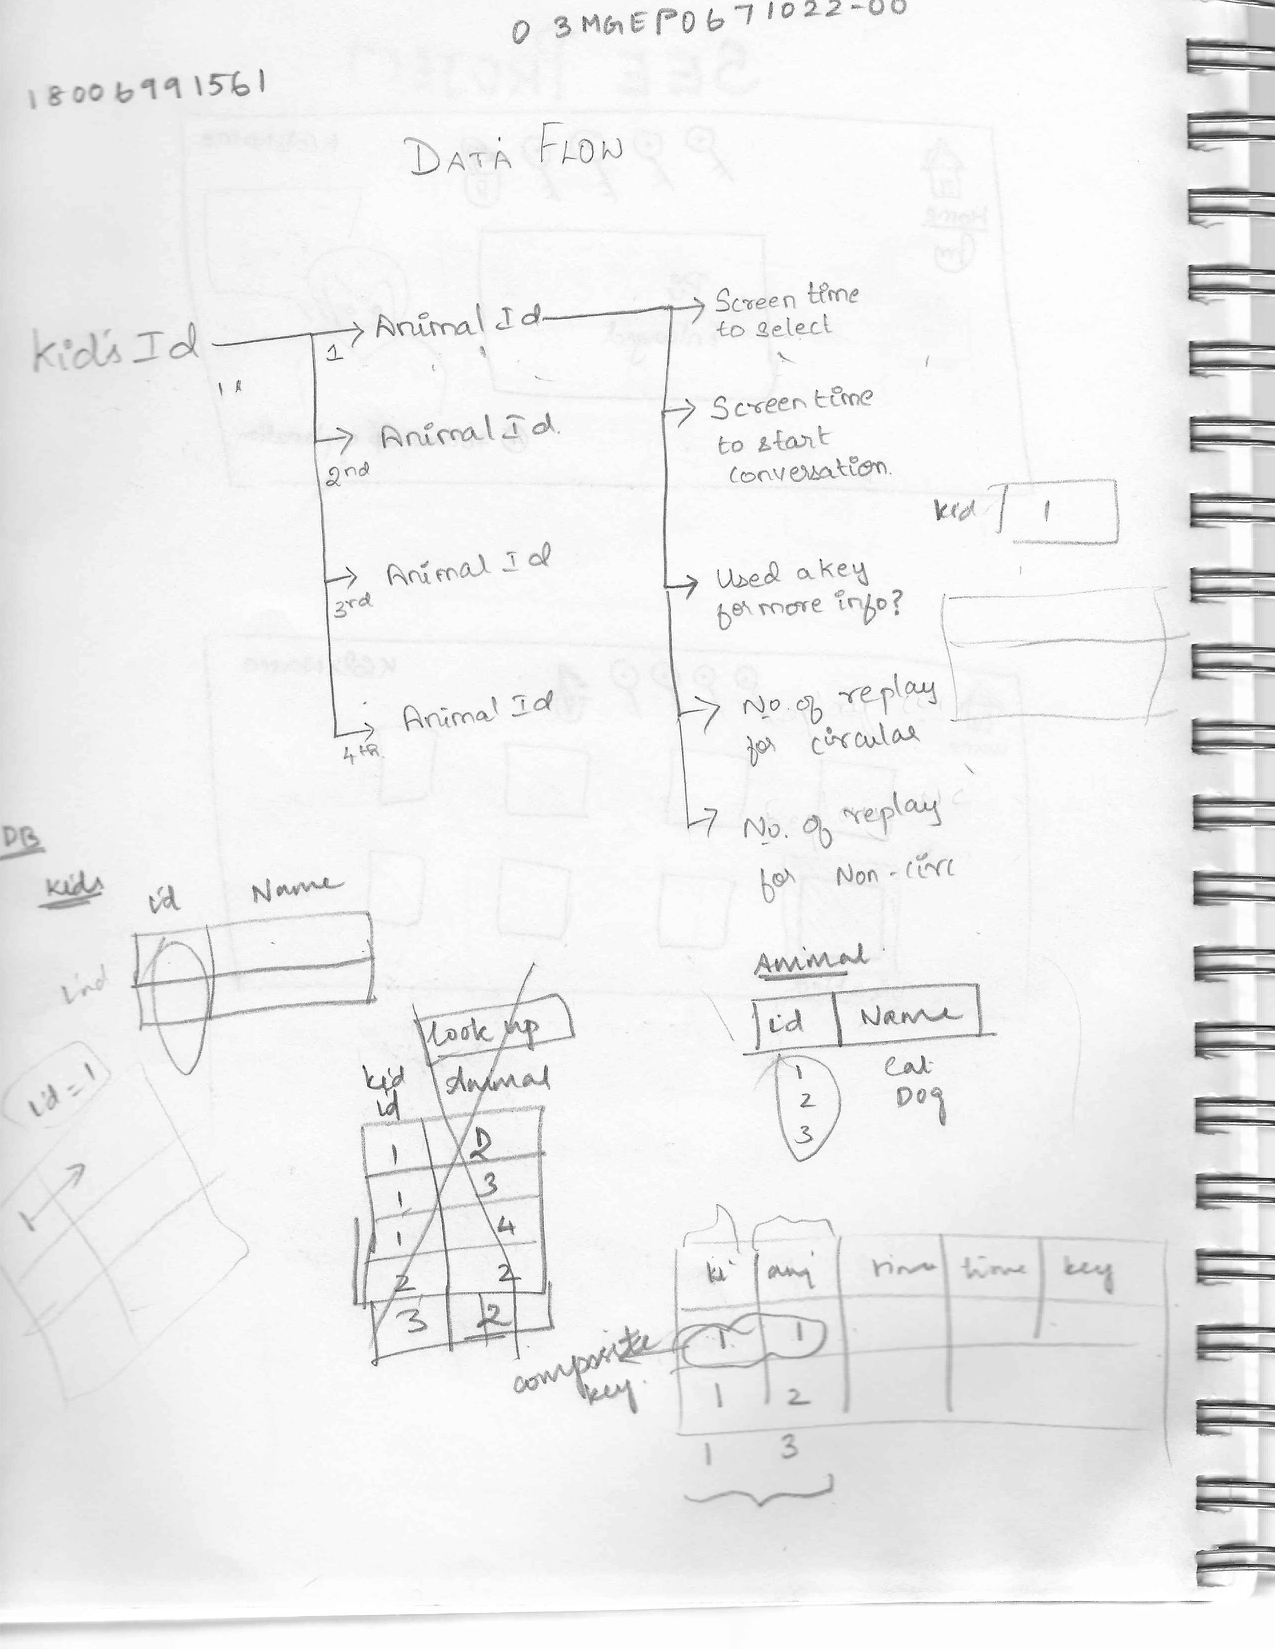 0 3MGEP0671022-00
18006991561
DATA FLOW
Kid's Id
1
Animal Id
2nd
Animal Id.
3rd
Animal Id
4th
Animal Id
Screen time
to select
Screen time
to start
conversation.
Used a key
for more info?
No. of replay
for circular
No. of replay
for Non-circ
kid 1
DB
Kids
id Name
id=1
Look up
kid
id Animal
1 2
1 3
1 4
2 2
3 2
Animal
id Name
1 Cat
2 Dog
3
ki ani time time key
1 1
composite
key.
1 2
1 3